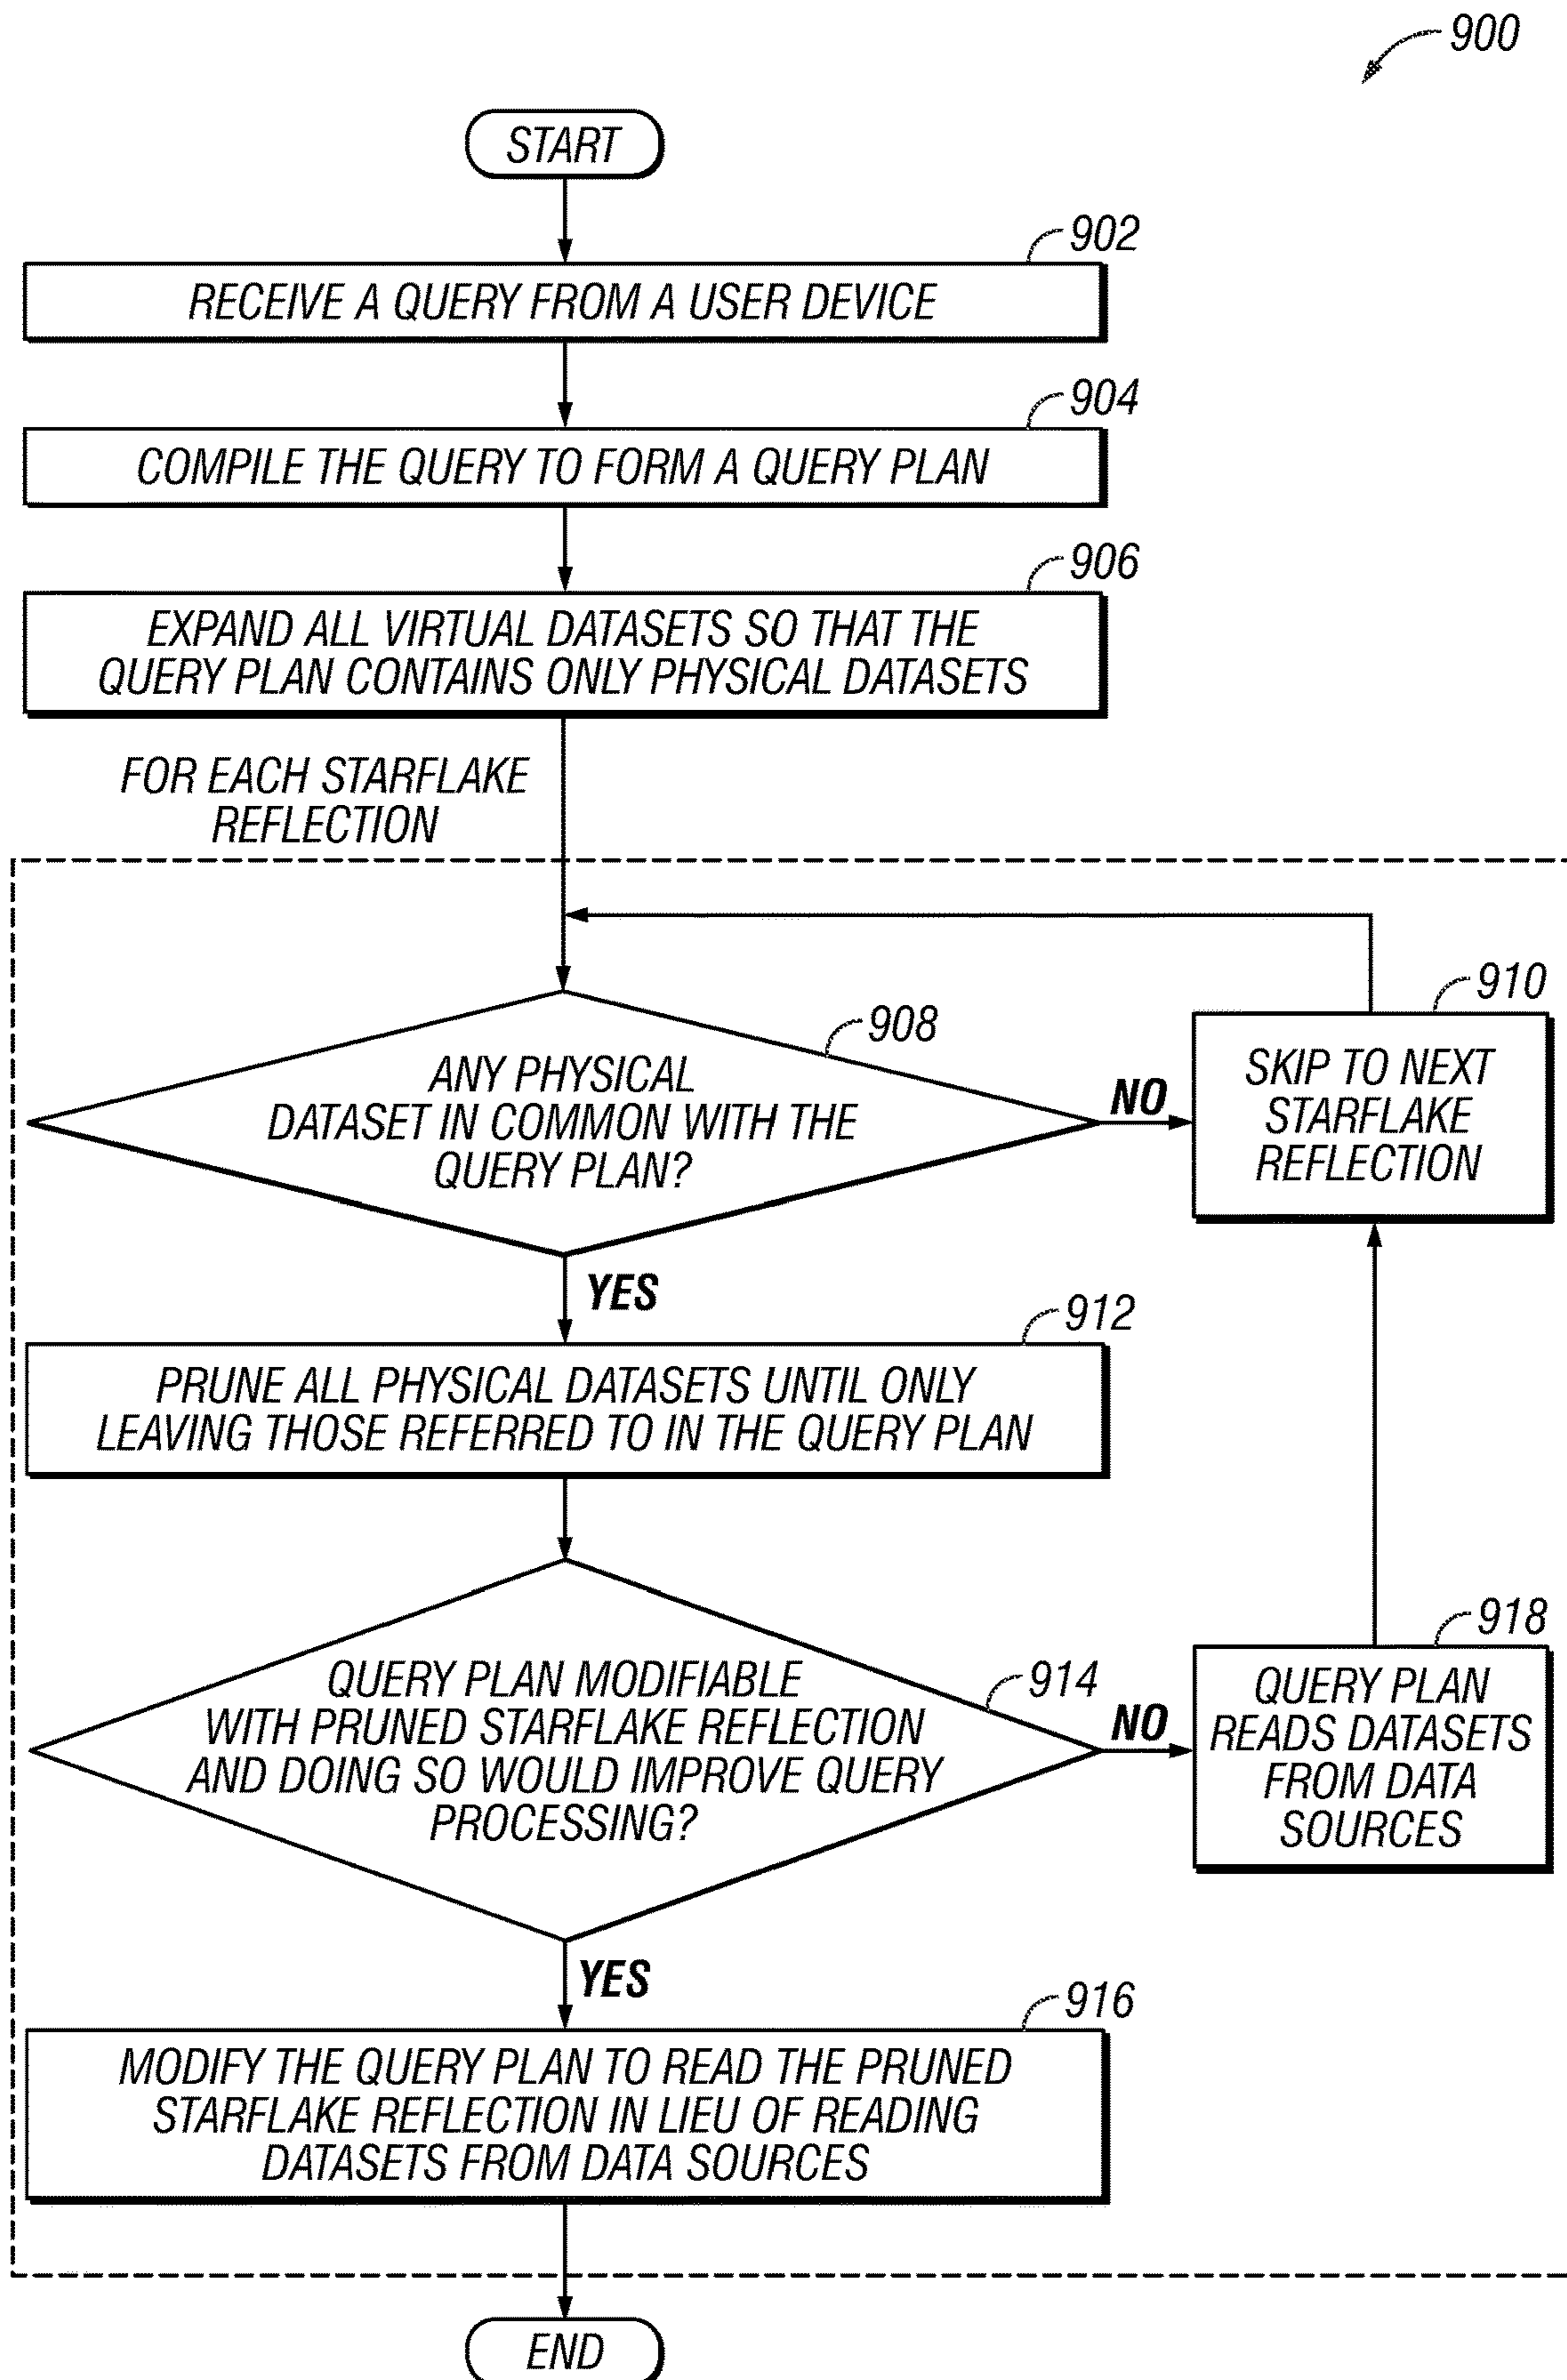 900
START
902
RECEIVE A QUERY FROM A USER DEVICE
904
COMPILE THE QUERY TO FORM A QUERY PLAN
906
EXPAND ALL VIRTUAL DATASETS SO THAT THE
QUERY PLAN CONTAINS ONLY PHYSICAL DATASETS
FOR EACH STARFLAKE
REFLECTION
908
ANY PHYSICAL
DATASET IN COMMON WITH THE
QUERY PLAN?
NO
910
SKIP TO NEXT
STARFLAKE
REFLECTION
YES
912
PRUNE ALL PHYSICAL DATASETS UNTIL ONLY
LEAVING THOSE REFERRED TO IN THE QUERY PLAN
914
QUERY PLAN MODIFIABLE
WITH PRUNED STARFLAKE REFLECTION
AND DOING SO WOULD IMPROVE QUERY
PROCESSING?
NO
918
QUERY PLAN
READS DATASETS
FROM DATA
SOURCES
YES
916
MODIFY THE QUERY PLAN TO READ THE PRUNED
STARFLAKE REFLECTION IN LIEU OF READING
DATASETS FROM DATA SOURCES
END